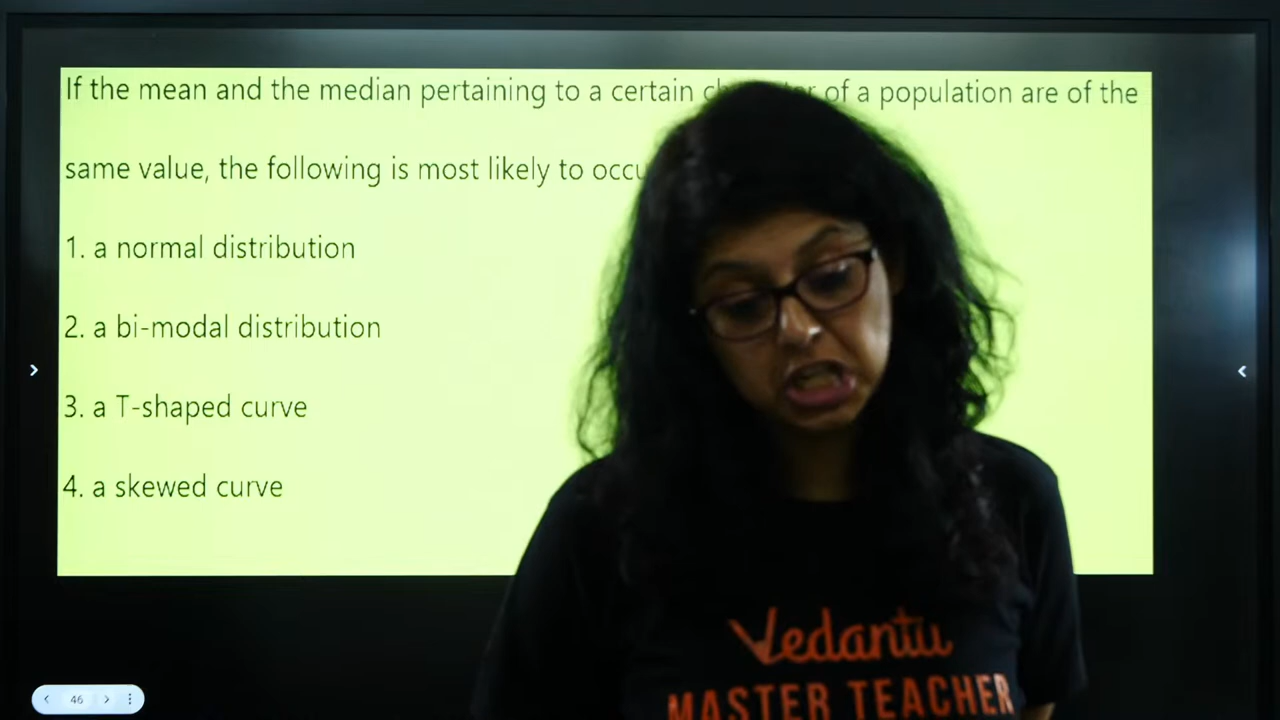 If the mean and the median pertaining to a certain of a population are of the
same value, the following is most likely to
1. a normal distribution
2. a bi-modal distribution
3. a T-shaped curve
4. a skewed curve
46
Vedantu
MASTER TEACHER